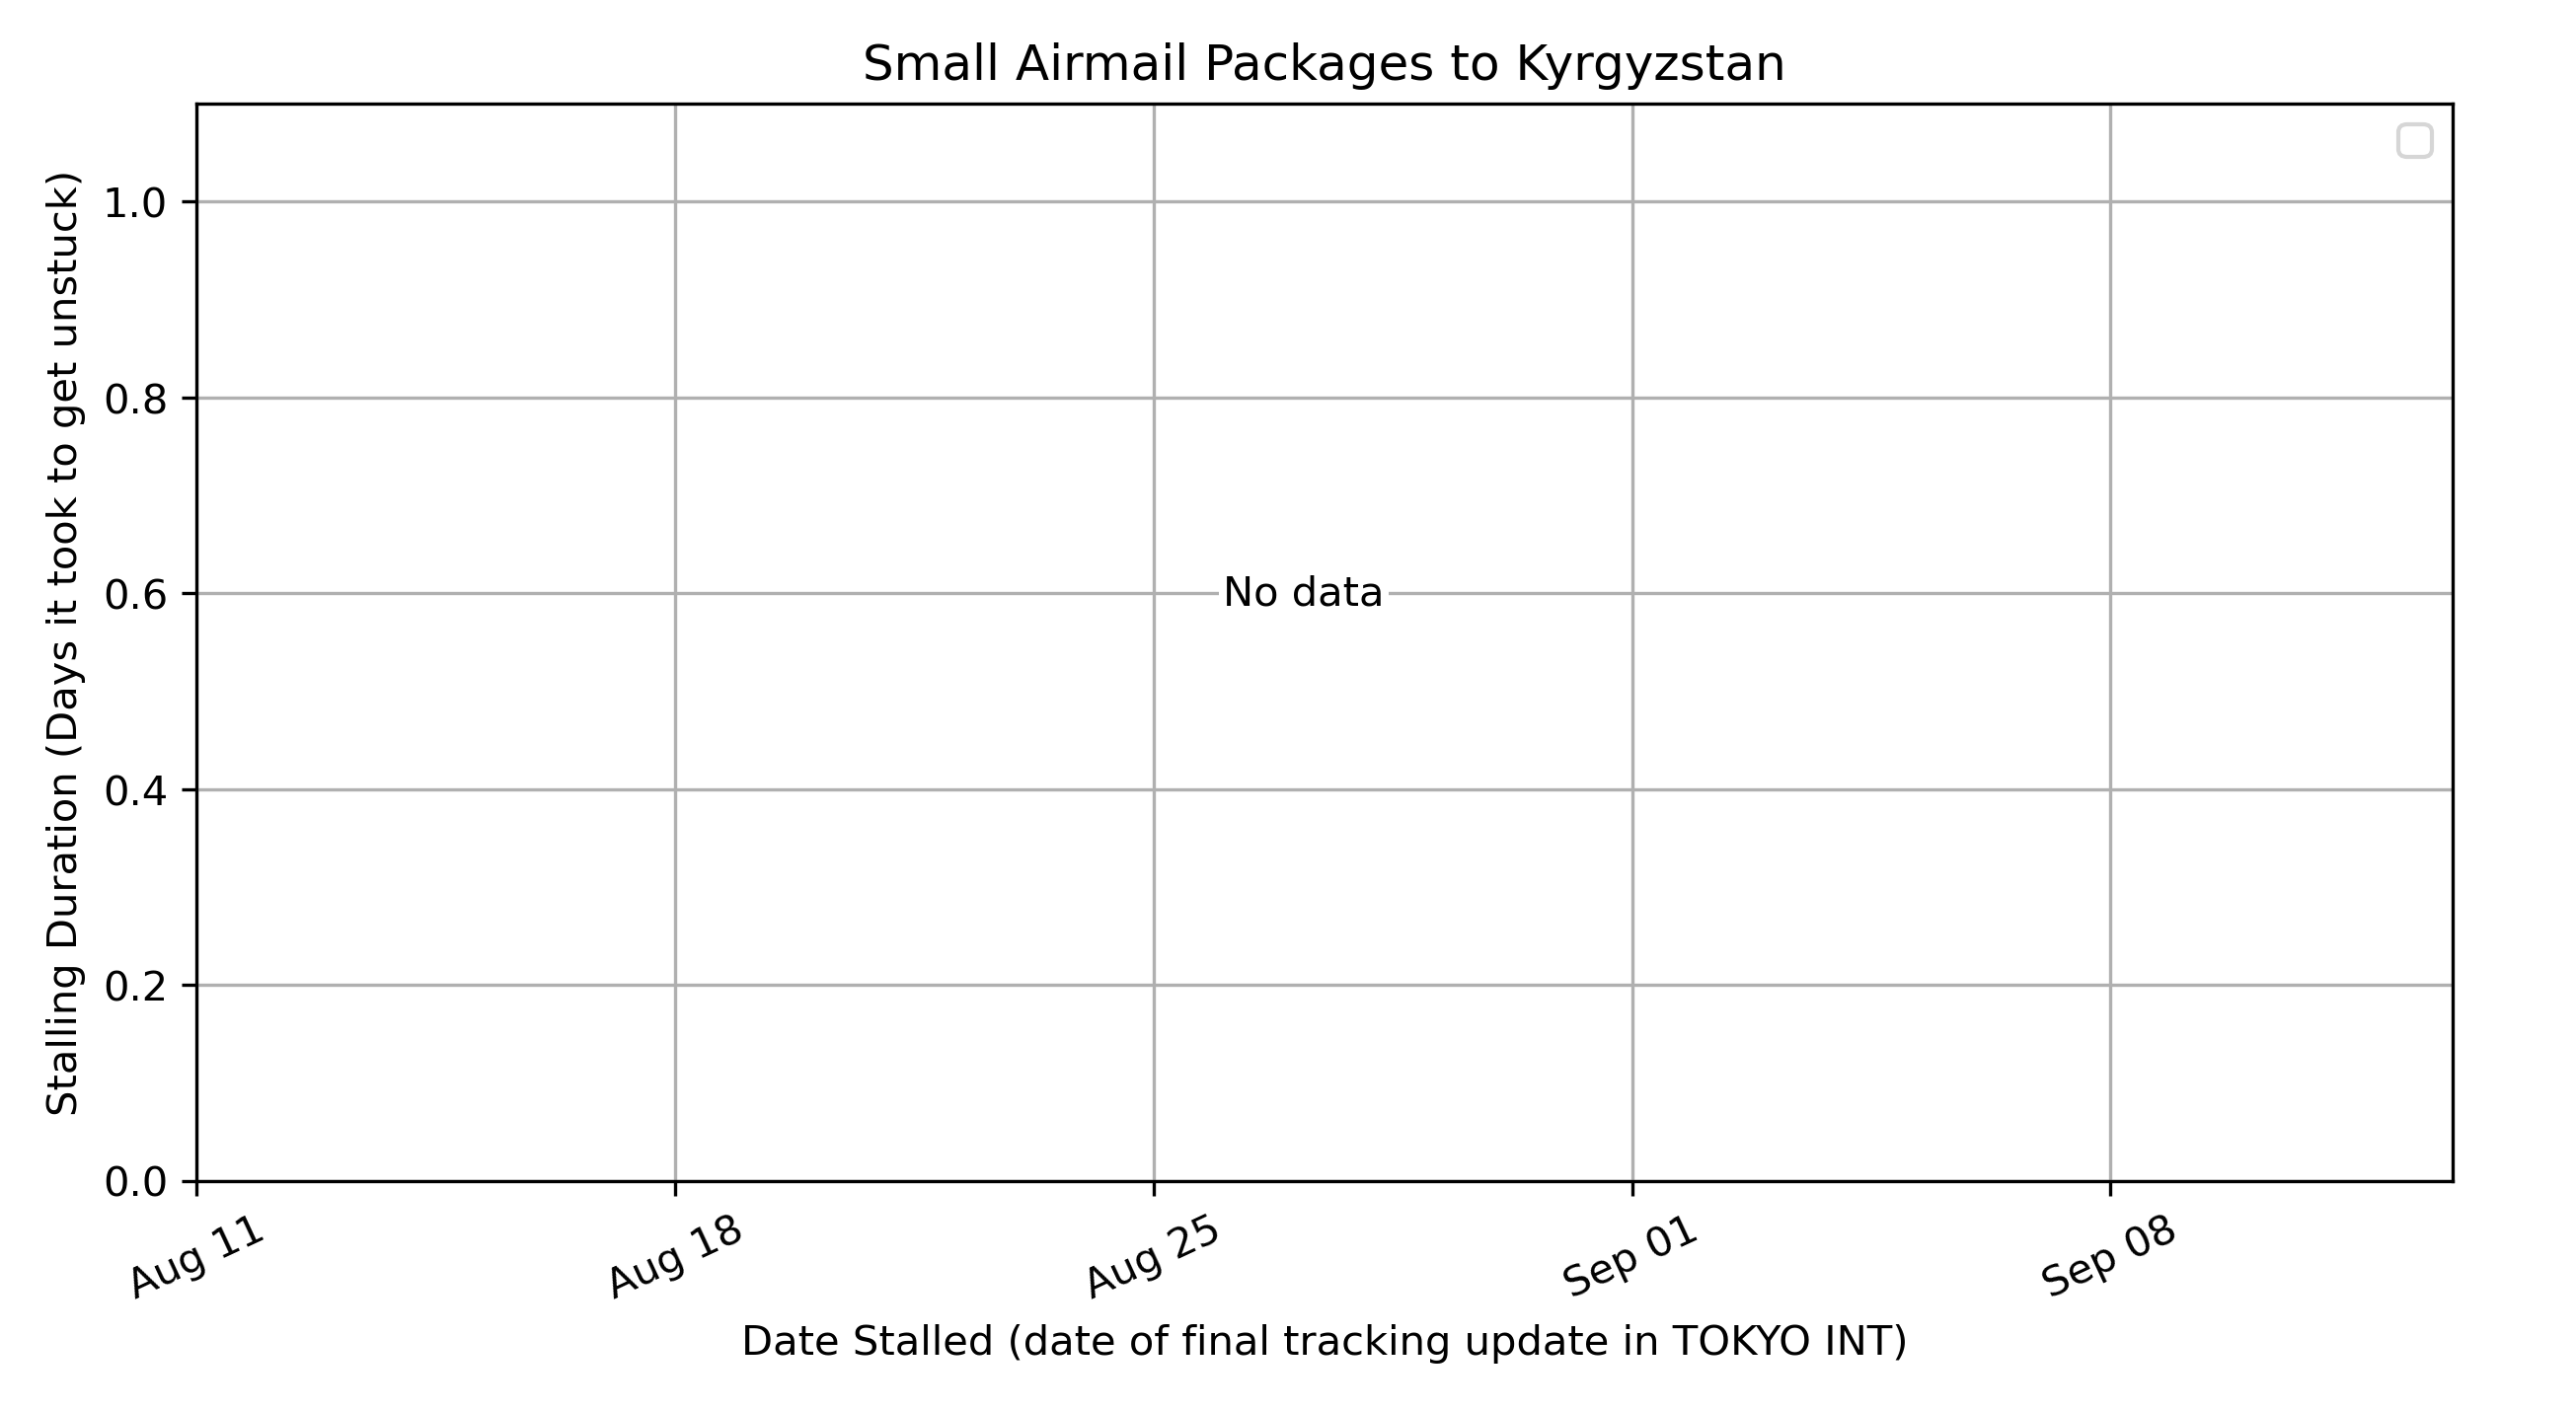 Small Airmail Packages to Kyrgyzstan
Stalling Duration (Days it took to get unstuck)
1.0
0.8
0.6
0.4
0.2
0.0
No data
Aug 11
Aug 18
Aug 25
Sep 01
Sep 08
Date Stalled (date of final tracking update in TOKYO INT)